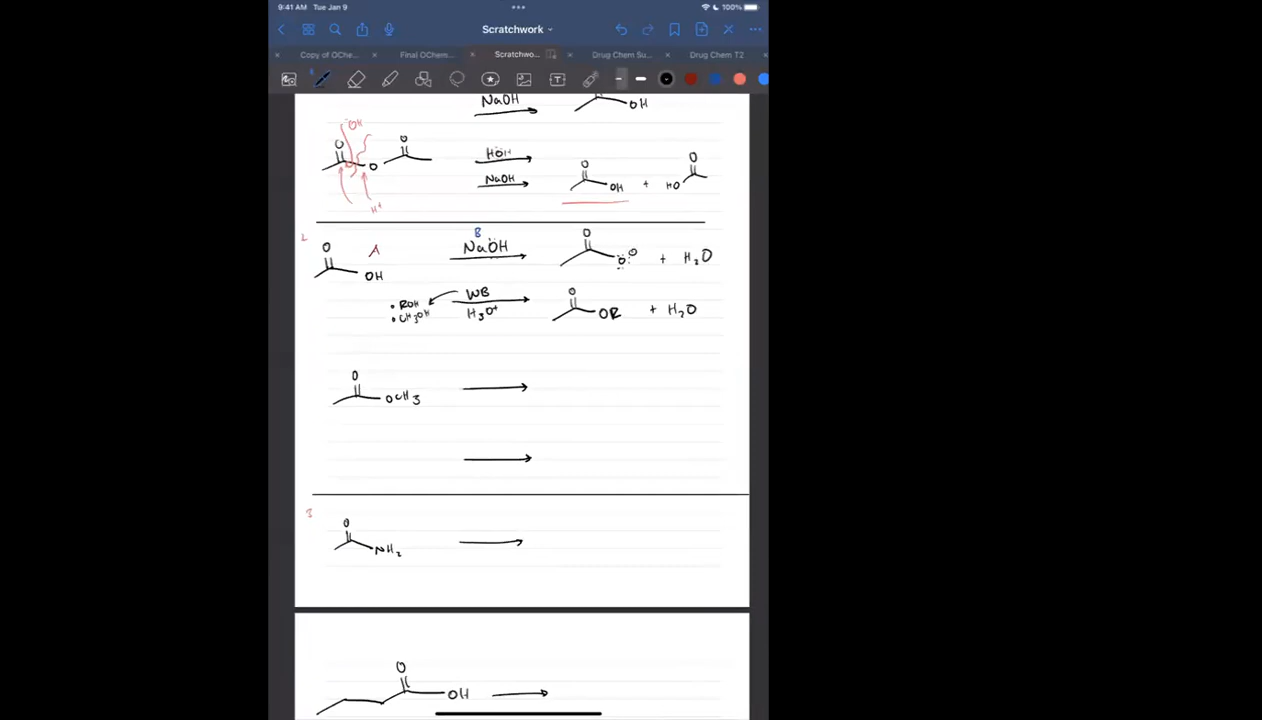 9:41 AM Tue Jan 9 100%
Scratchwork
Copy of OChe... Final OChem... Scratchwo... Drug Chem Su... Drug Chem T2
NaOH OH
OH
O O O HOH O O
O NaOH OH + HO
H+
2 O A B NaOH O
OH O + H2O
• ROH WB O
• CH3OH H3O+ OR + H2O
O
OCH3
3 O
NH2
O
OH